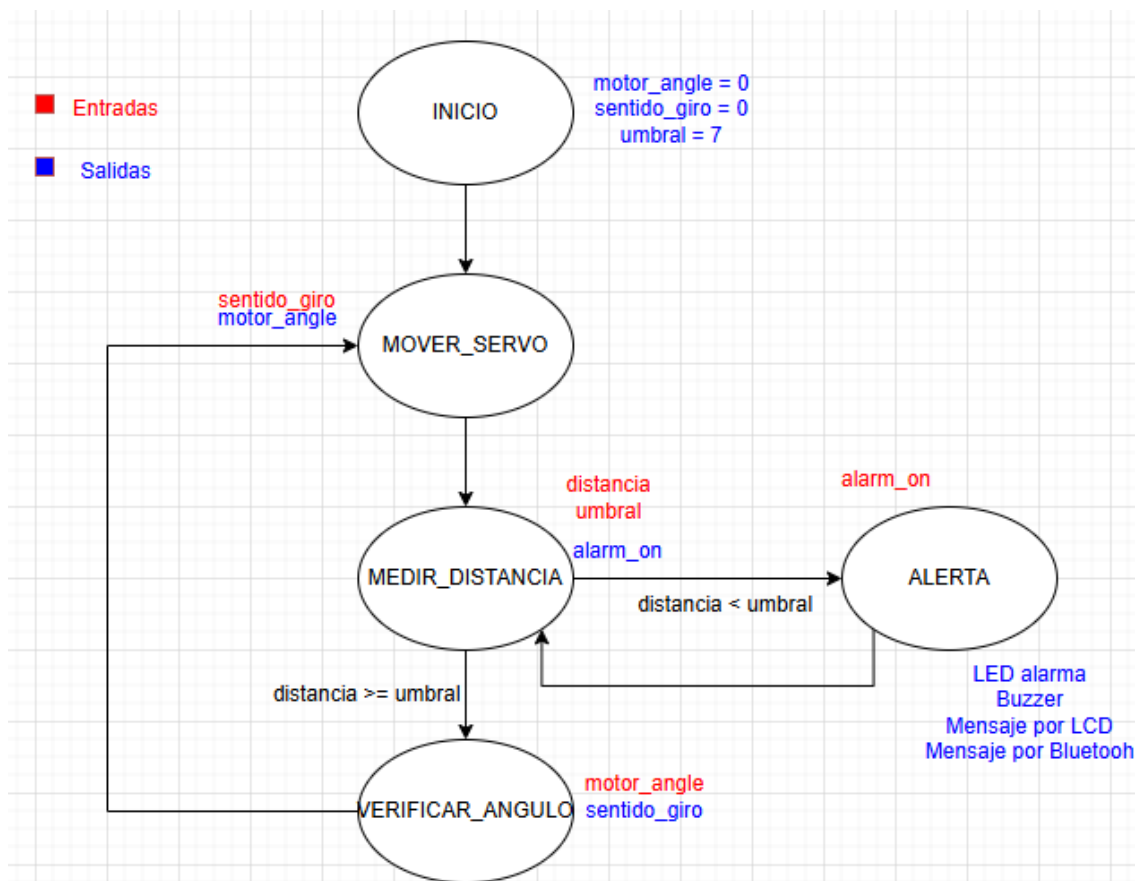 Entradas
Salidas
INICIO
motor_angle = 0
sentido_giro = 0
umbral = 7
sentido_giro
motor_angle
MOVER_SERVO
distancia
umbral
alarm_on
MEDIR_DISTANCIA
distancia < umbral
alarm_on
ALERTA
LED alarma
Buzzer
Mensaje por LCD
Mensaje por Bluetooh
distancia >= umbral
VERIFICAR_ANGULO
motor_angle
sentido_giro